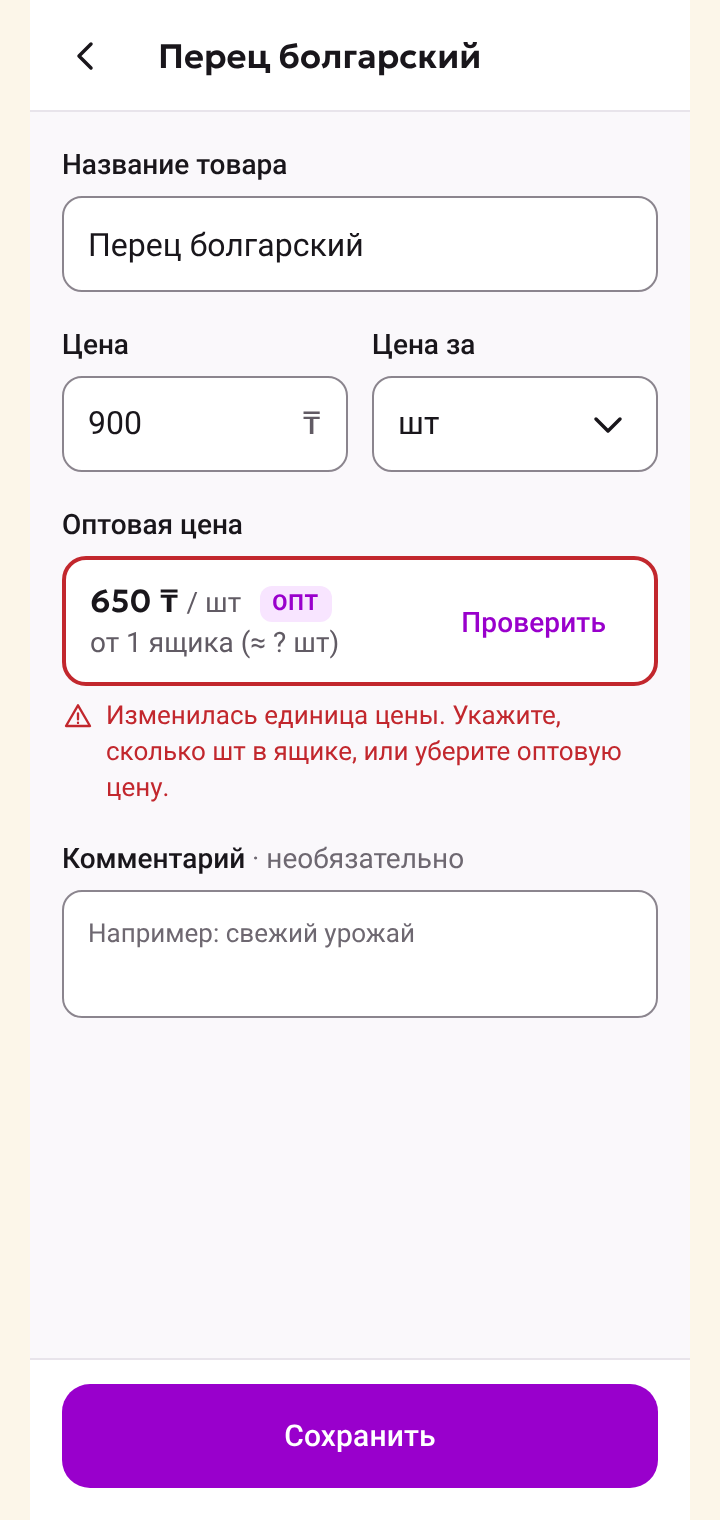 Перец болгарский
Название товара
Перец болгарский
Цена
Цена за
900 ₸
шт
Оптовая цена
650 ₸ / шт ОПТ
от 1 ящика (≈ ? шт)
Проверить
Изменилась единица цены. Укажите,
сколько шт в ящике, или уберите оптовую
цену.
Комментарий · необязательно
Например: свежий урожай
Сохранить